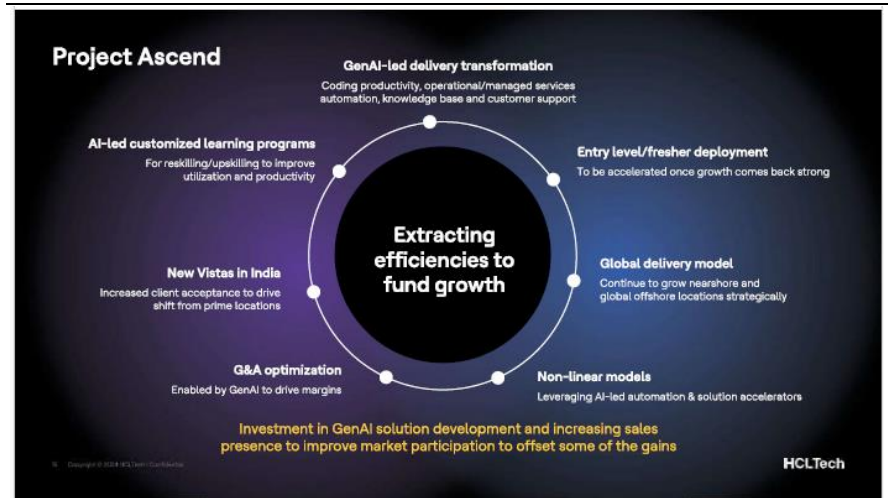 Project Ascend
GenAI-led delivery transformation
Coding productivity, operational/managed services
automation, knowledge base and customer support
AI-led customized learning programs
For reskilling/upskilling to improve
utilization and productivity
Entry level/fresher deployment
To be accelerated once growth comes back strong
Extracting
efficiencies to
fund growth
New Vistas in India
Increased client acceptance to drive
shift from prime locations
Global delivery model
Continue to grow nearshore and
global offshore locations strategically
G&A optimization
Enabled by GenAI to drive margins
Non-linear models
Leveraging AI-led automation & solution accelerators
Investment in GenAI solution development and increasing sales
presence to improve market participation to offset some of the gains
Copyright © HCLTech | Confidential
HCLTech